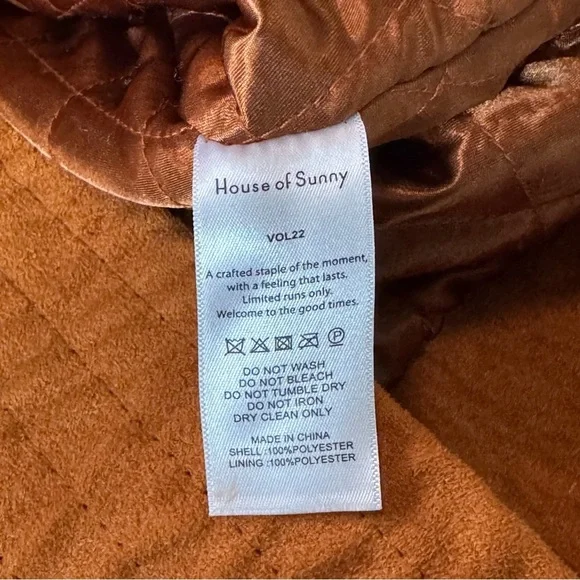 House of Sunny
VOL22
A crafted staple of the moment,
with a feeling that lasts.
Limited runs only.
Welcome to the good times.
P
DO NOT WASH
DO NOT BLEACH
DO NOT TUMBLE DRY
DO NOT IRON
DRY CLEAN ONLY
MADE IN CHINA
SHELL :100%POLYESTER
LINING :100%POLYESTER